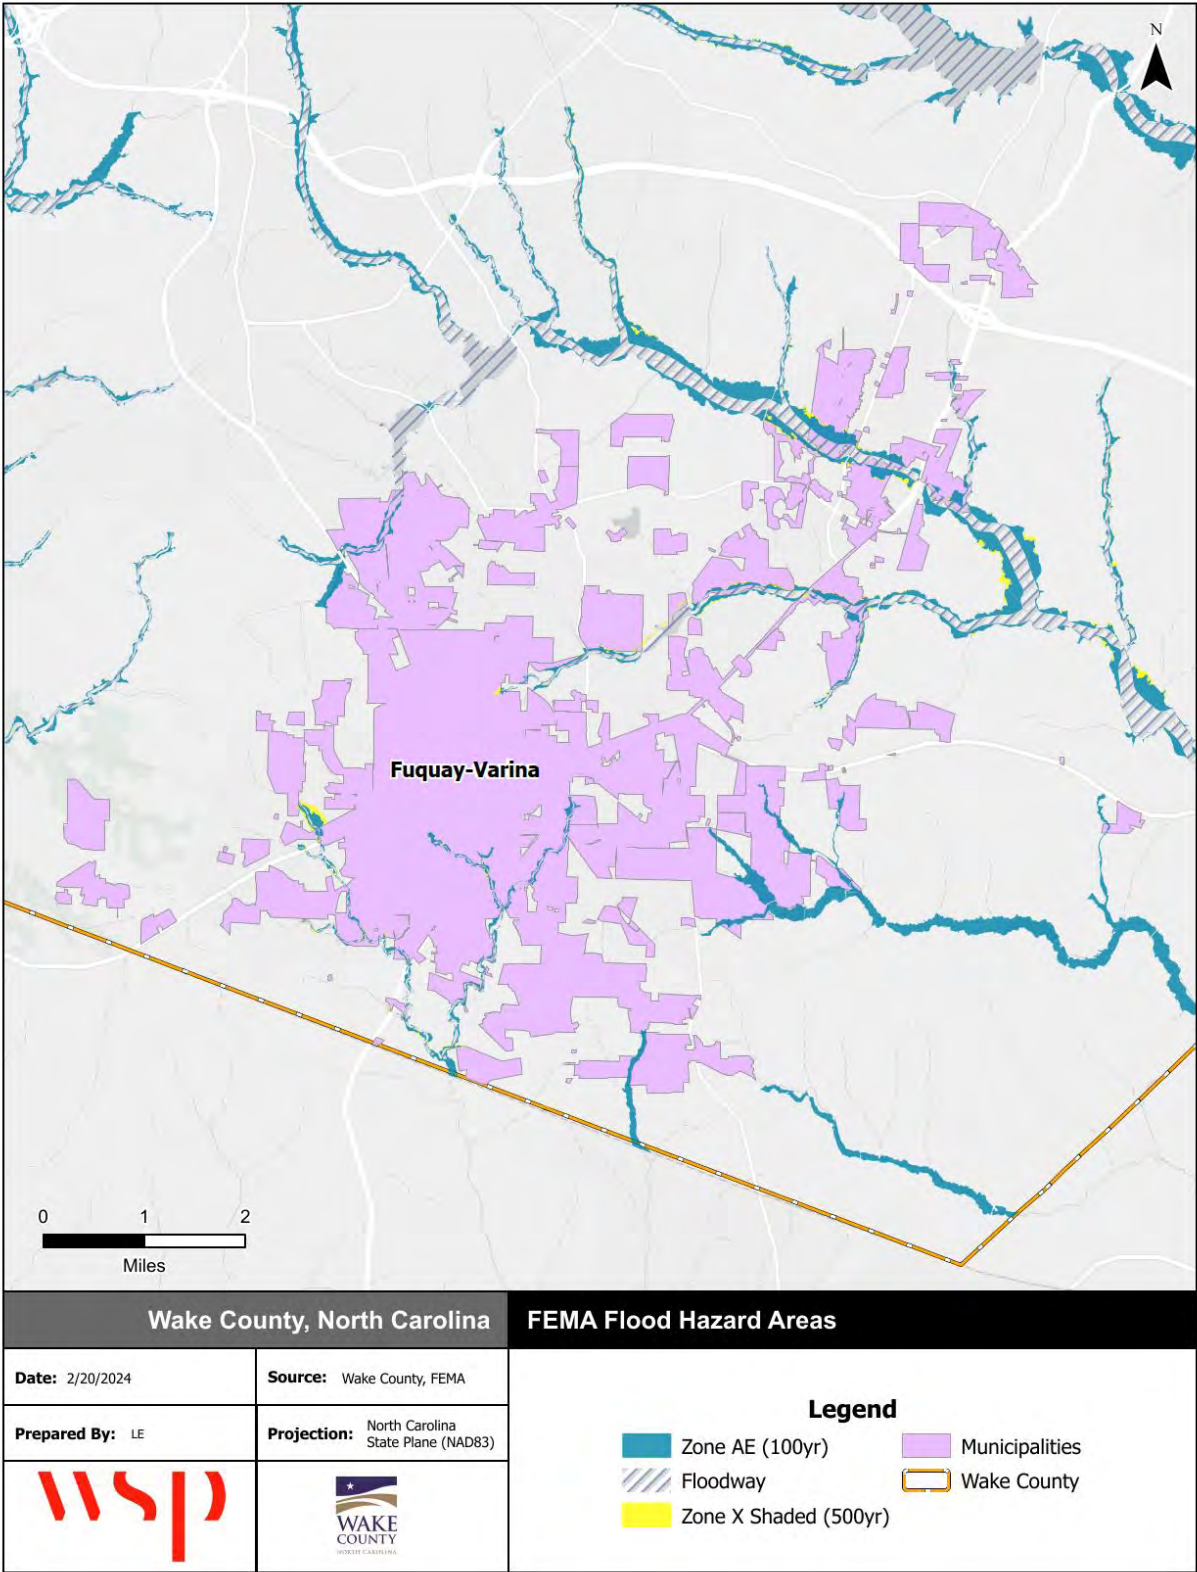 N
Fuquay-Varina
0 1 2
Miles
Wake County, North Carolina
FEMA Flood Hazard Areas
Date: 2/20/2024
Source: Wake County, FEMA
Prepared By: LE
Projection: North Carolina
State Plane (NAD83)
Legend
Zone AE (100yr)
Floodway
Zone X Shaded (500yr)
Municipalities
Wake County
wsp
WAKE
COUNTY
NORTH CAROLINA